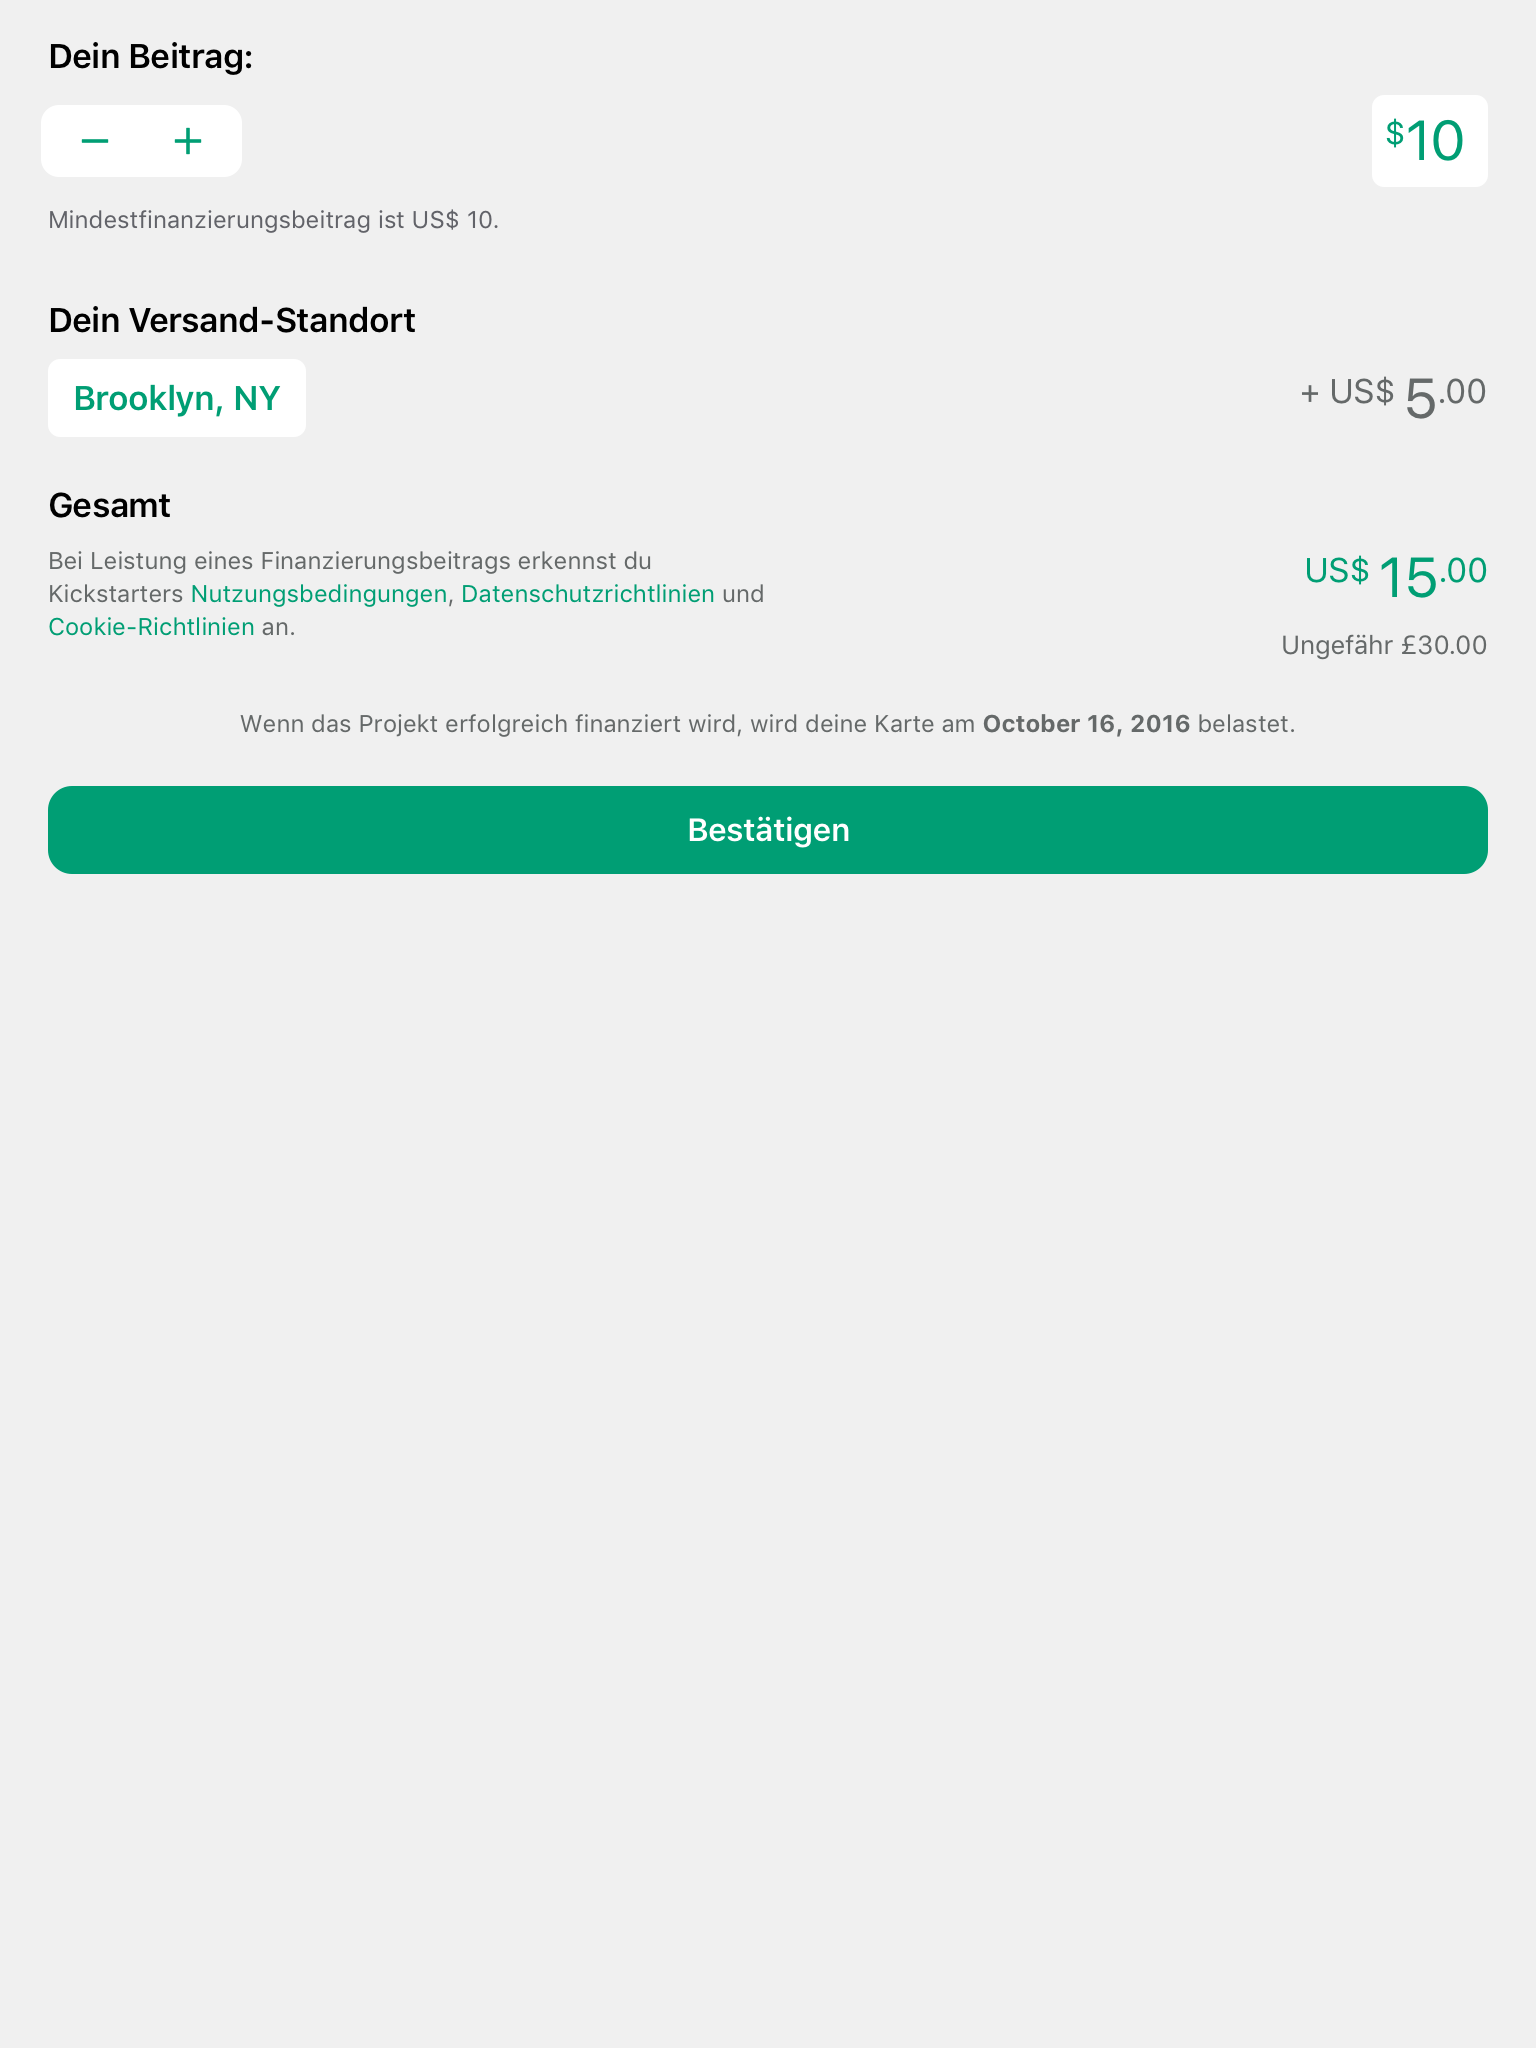 Dein Beitrag:
− +
$10
Mindestfinanzierungsbeitrag ist US$ 10.
Dein Versand-Standort
Brooklyn, NY
+ US$ 5.00
Gesamt
Bei Leistung eines Finanzierungsbeitrags erkennst du
Kickstarters Nutzungsbedingungen, Datenschutzrichtlinien und
Cookie-Richtlinien an.
US$ 15.00
Ungefähr £30.00
Wenn das Projekt erfolgreich finanziert wird, wird deine Karte am October 16, 2016 belastet.
Bestätigen